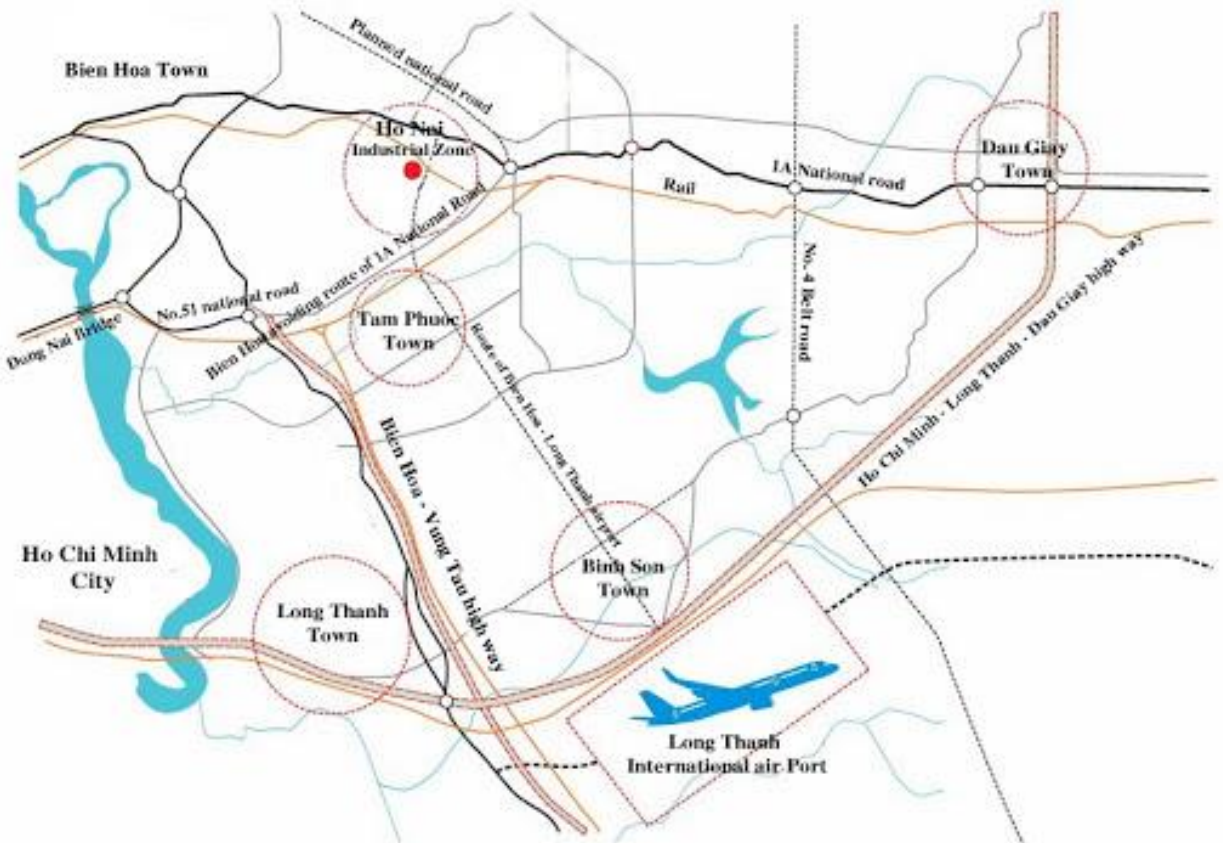 Planned national road
Bien Hoa Town
Ho Nai
Industrial Zone
Dau Giay
Town
1A National road
Rail
Bien Hoa avoiding route of 1A National Road
No.51 national road
Dong Nai Bridge
Tam Phuoc
Town
Route of Bien Hoa - Long Thanh air port
No. 4 Belt road
Ho Chi Minh - Long Thanh - Dau Giay high way
Bien Hoa - Vung Tau high way
Ho Chi Minh
City
Binh Son
Town
Long Thanh
Town
Long Thanh
International air Port